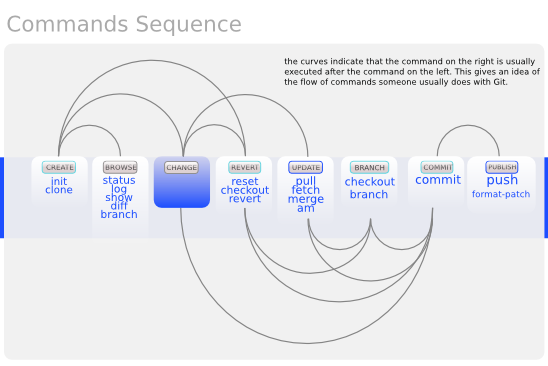 Commands Sequence
the curves indicate that the command on the right is usually
executed after the command on the left. This gives an idea of
the flow of commands someone usually does with Git.
CREATE
init
clone
BROWSE
status
log
show
diff
branch
CHANGE
REVERT
reset
checkout
revert
UPDATE
pull
fetch
merge
am
BRANCH
checkout
branch
COMMIT
commit
PUBLISH
push
format-patch